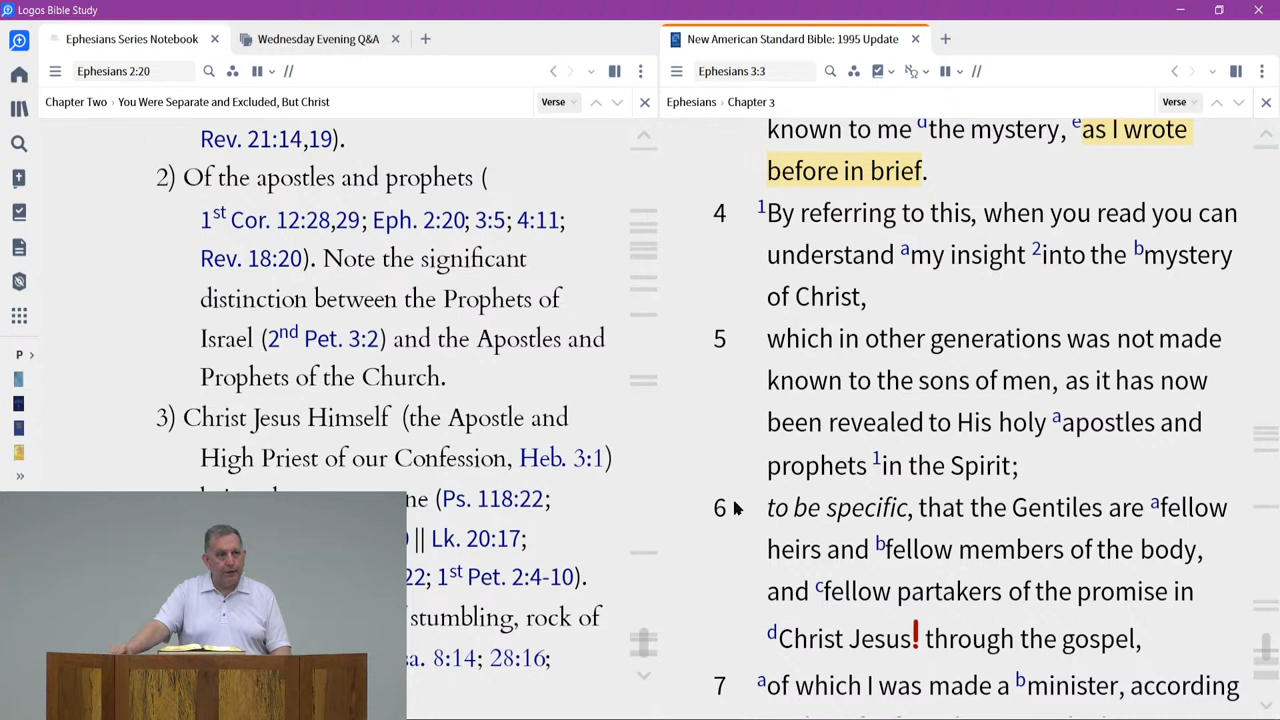 Logos Bible Study
Ephesians Series Notebook
Wednesday Evening Q&A
New American Standard Bible: 1995 Update
Ephesians 2:20
Ephesians 3:3
Chapter Two › You Were Separate and Excluded, But Christ
Verse
Ephesians › Chapter 3
Verse
P
Rev. 21:14,19).
2) Of the apostles and prophets (
1st Cor. 12:28,29; Eph. 2:20; 3:5; 4:11;
Rev. 18:20). Note the significant
distinction between the Prophets of
Israel (2nd Pet. 3:2) and the Apostles and
Prophets of the Church.
3) Christ Jesus Himself (the Apostle and
High Priest of our Confession, Heb. 3:1)
(Ps. 118:22;
|| Lk. 20:17;
22; 1st Pet. 2:4-10).
stumbling, rock of
8:14; 28:16;
known to me dthe mystery, eas I wrote
before in brief.
4 1By referring to this, when you read you can
understand amy insight 2into the bmystery
of Christ,
5 which in other generations was not made
known to the sons of men, as it has now
been revealed to His holy aapostles and
prophets 1in the Spirit;
6 to be specific, that the Gentiles are afellow
heirs and bfellow members of the body,
and cfellow partakers of the promise in
dChrist Jesus! through the gospel,
7 aof which I was made a bminister, according